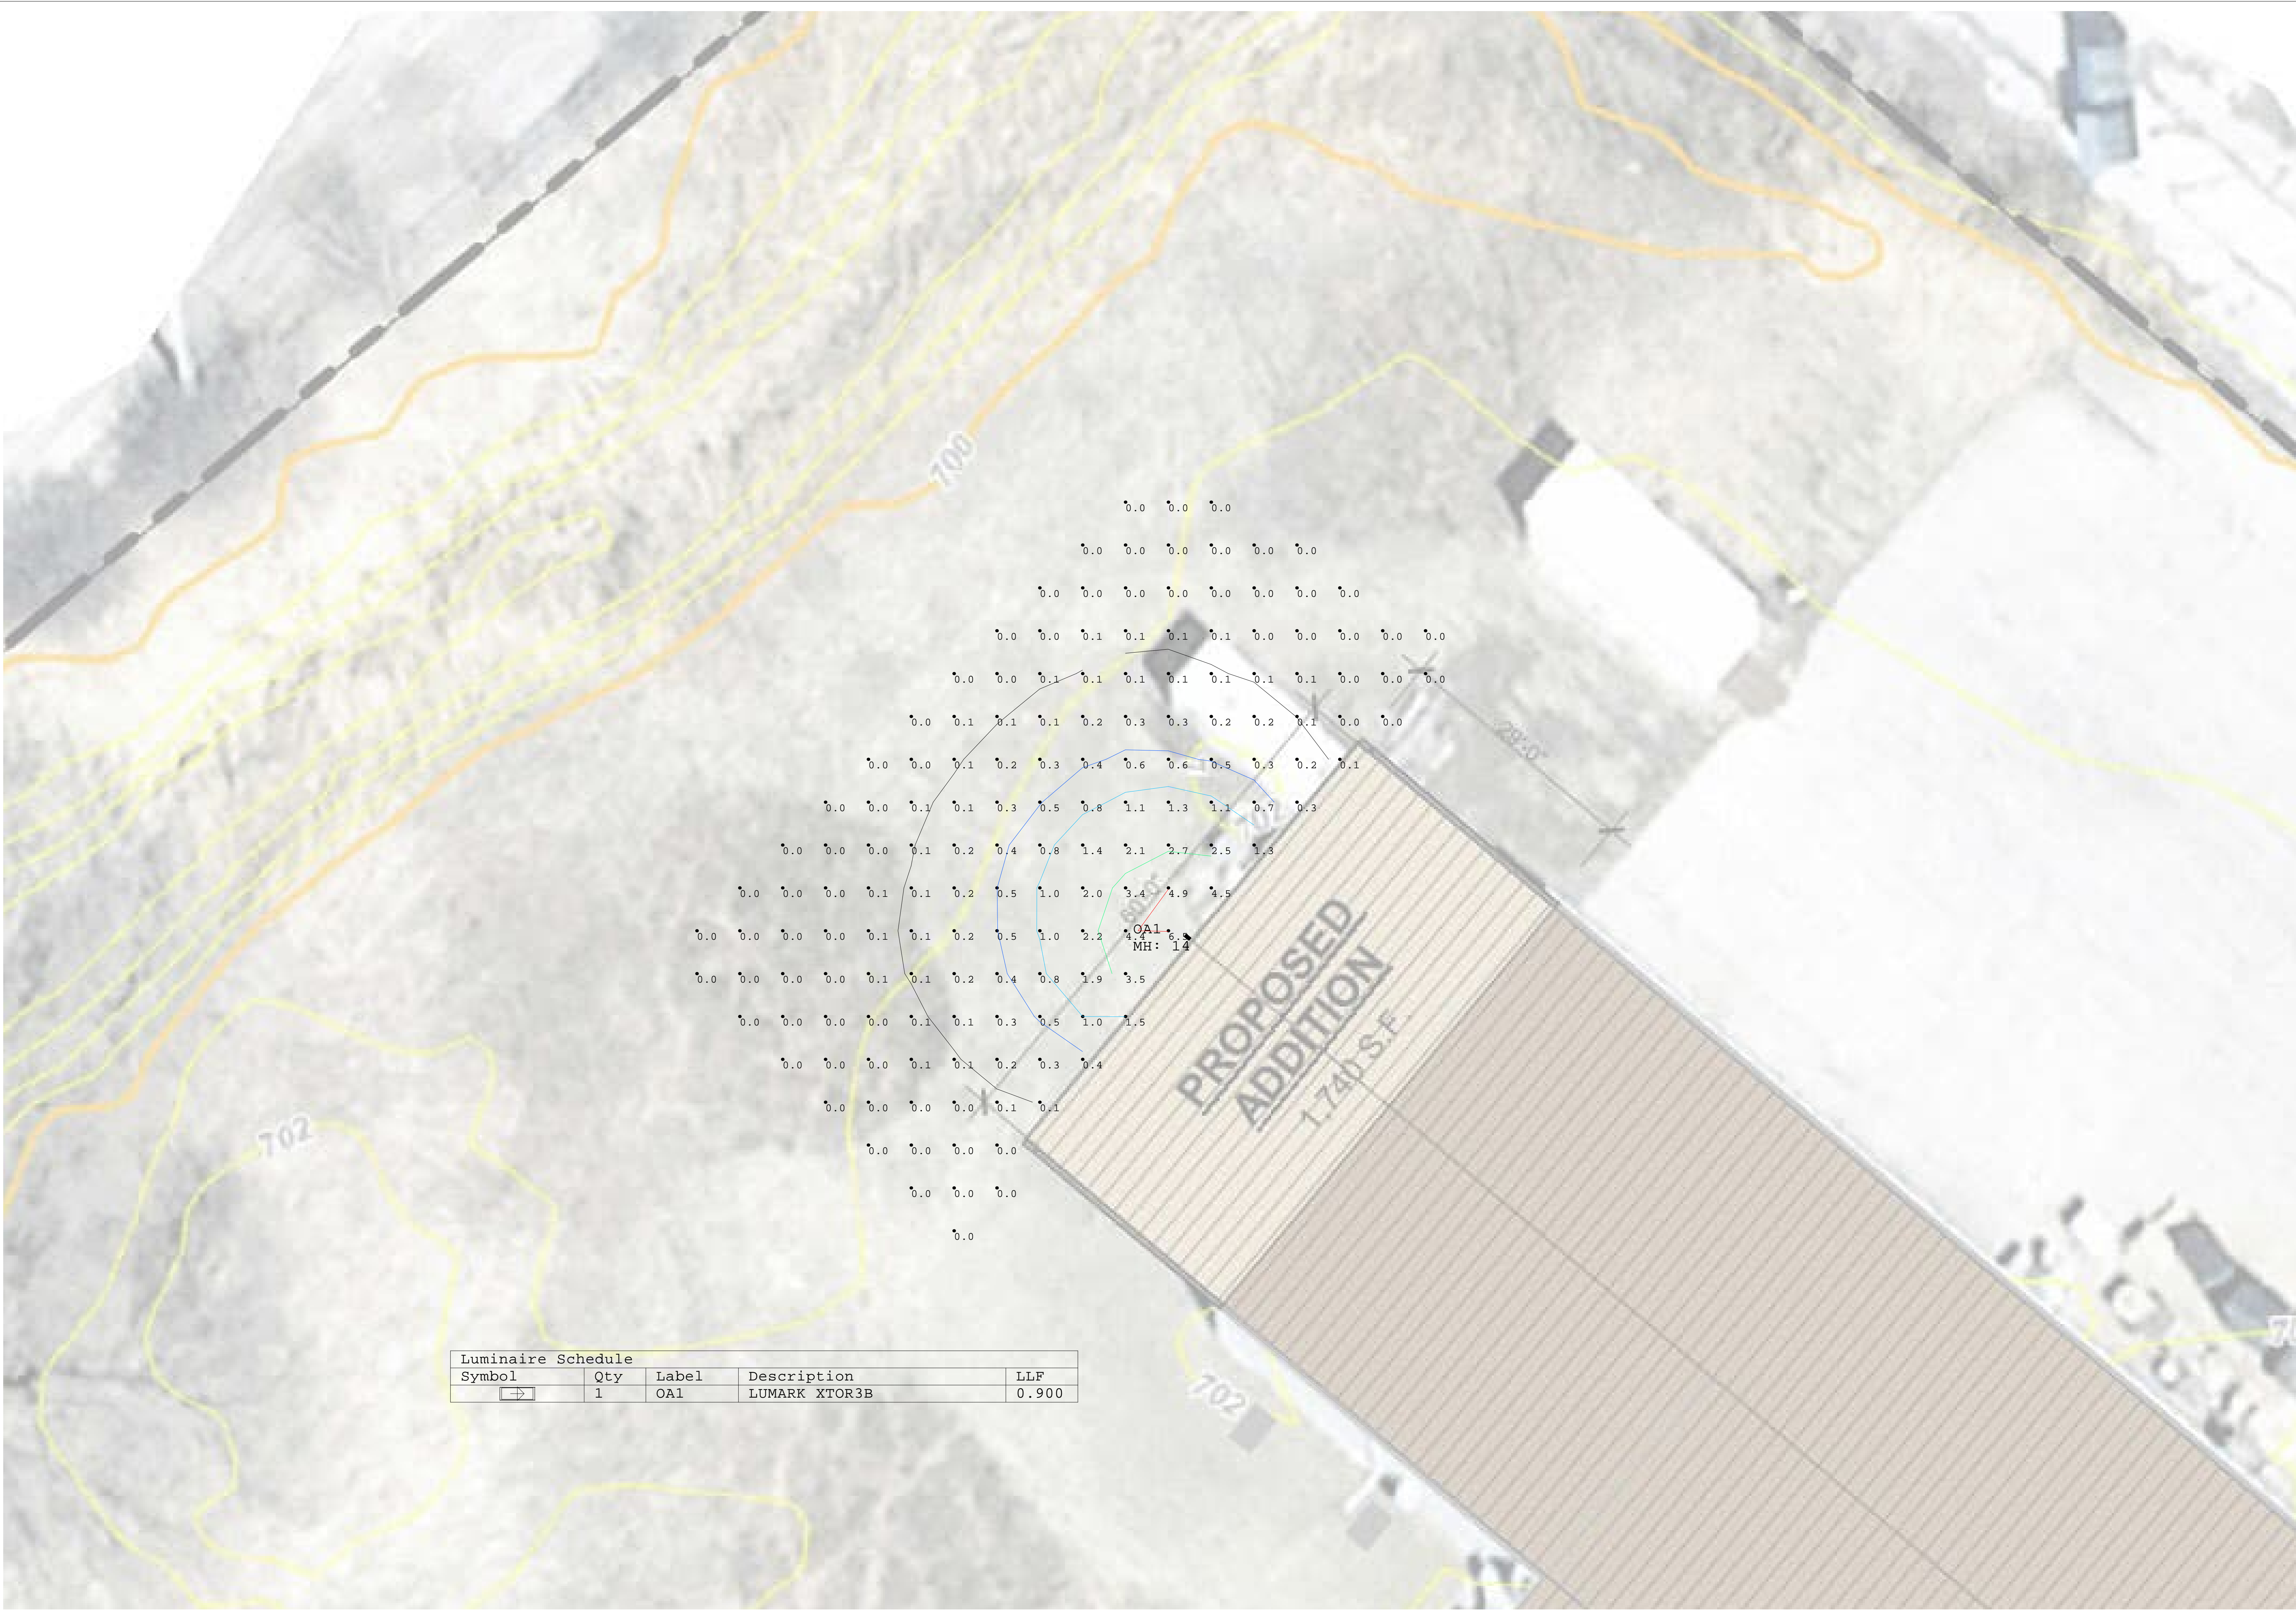 700
0.0 0.0 0.0
0.0 0.0 0.0 0.0 0.0 0.0
0.0 0.0 0.0 0.0 0.0 0.0 0.0 0.0
0.0 0.0 0.1 0.1 0.1 0.1 0.0 0.0 0.0 0.0 0.0
0.0 0.0 0.1 0.1 0.1 0.1 0.1 0.1 0.1 0.0 0.0 0.0
0.0 0.1 0.1 0.1 0.2 0.3 0.3 0.2 0.2 0.1 0.0 0.0
29'.0"
0.0 0.0 0.1 0.2 0.3 0.4 0.6 0.6 0.5 0.3 0.2 0.1
0.0 0.0 0.1 0.1 0.3 0.5 0.8 1.1 1.3 1.1 0.7 0.3
702
0.0 0.0 0.0 0.1 0.2 0.4 0.8 1.4 2.1 2.7 2.5 1.3
0.0 0.0 0.0 0.1 0.1 0.2 0.5 1.0 2.0 3.4 4.9 4.5
60'.0"
OA1
0.0 0.0 0.0 0.0 0.1 0.1 0.2 0.5 1.0 2.2 4.4
MH: 14
0.0 0.0 0.0 0.0 0.1 0.1 0.2 0.4 0.8 1.9 3.5
0.0 0.0 0.0 0.0 0.1 0.1 0.3 0.5 1.0 1.5
0.0 0.0 0.0 0.1 0.1 0.2 0.3 0.4
0.0 0.0 0.0 0.0 0.1 0.1
0.0 0.0 0.0 0.0
0.0 0.0 0.0
0.0
PROPOSED
ADDITION
1,740 S.F.
702
Luminaire Schedule
Symbol Qty Label Description LLF
1 OA1 LUMARK XTOR3B 0.900
702